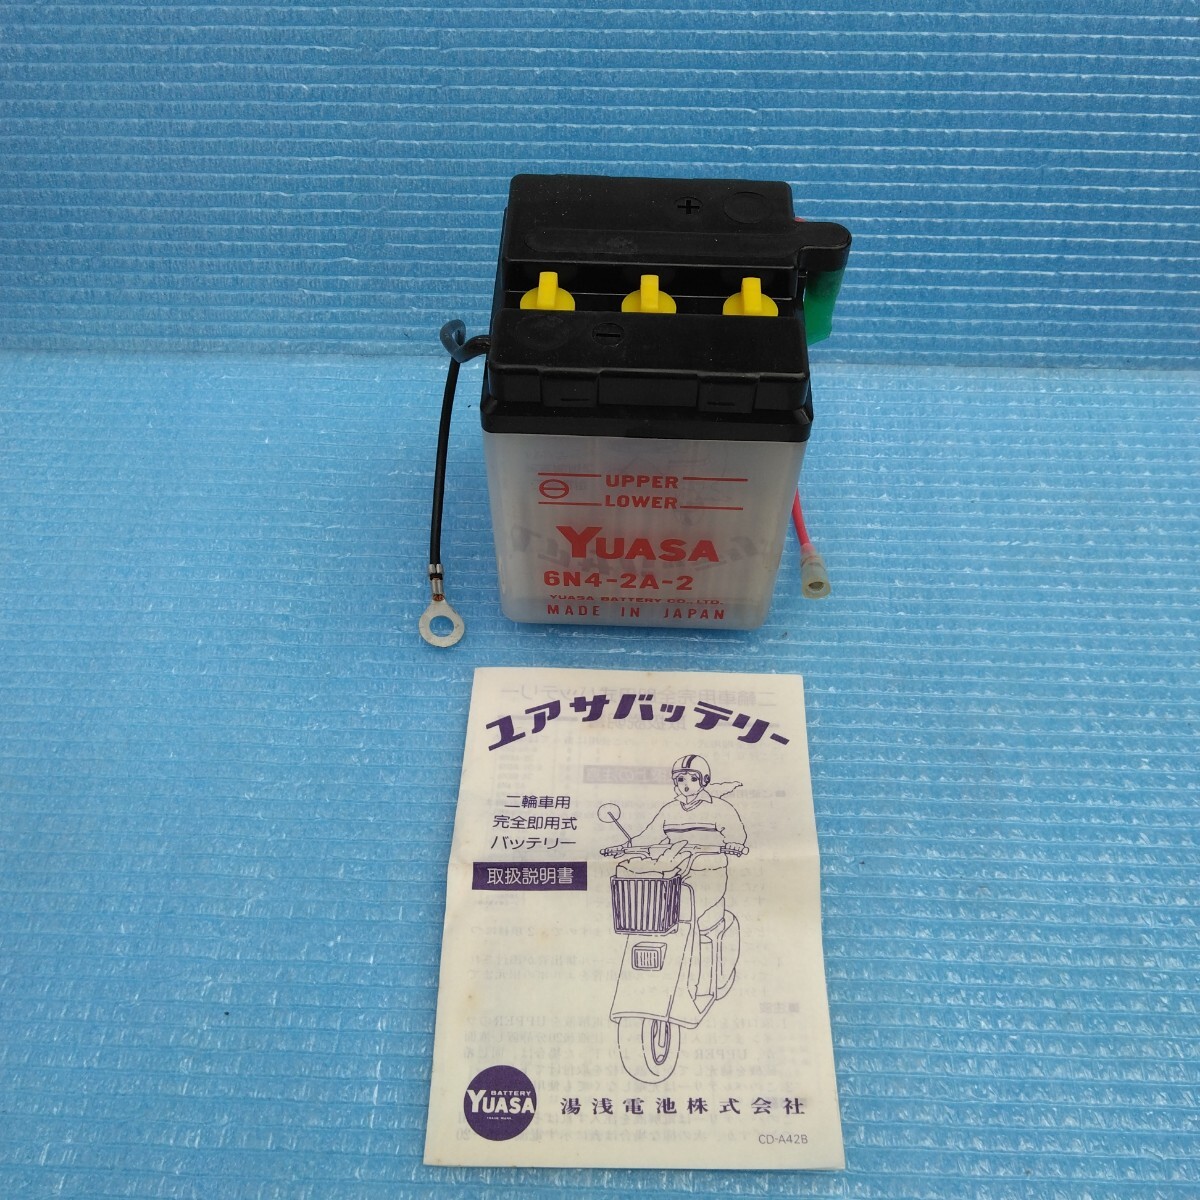 +
−
UPPER
LOWER
YUASA
6N4-2A-2
YUASA BATTERY CO., LTD.
MADE IN JAPAN
ユアサバッテリー
二輪車用
完全即用式
バッテリー
取扱説明書
BATTERY
YUASA
TRADE MARK
湯浅電池株式会社
CD-A42B